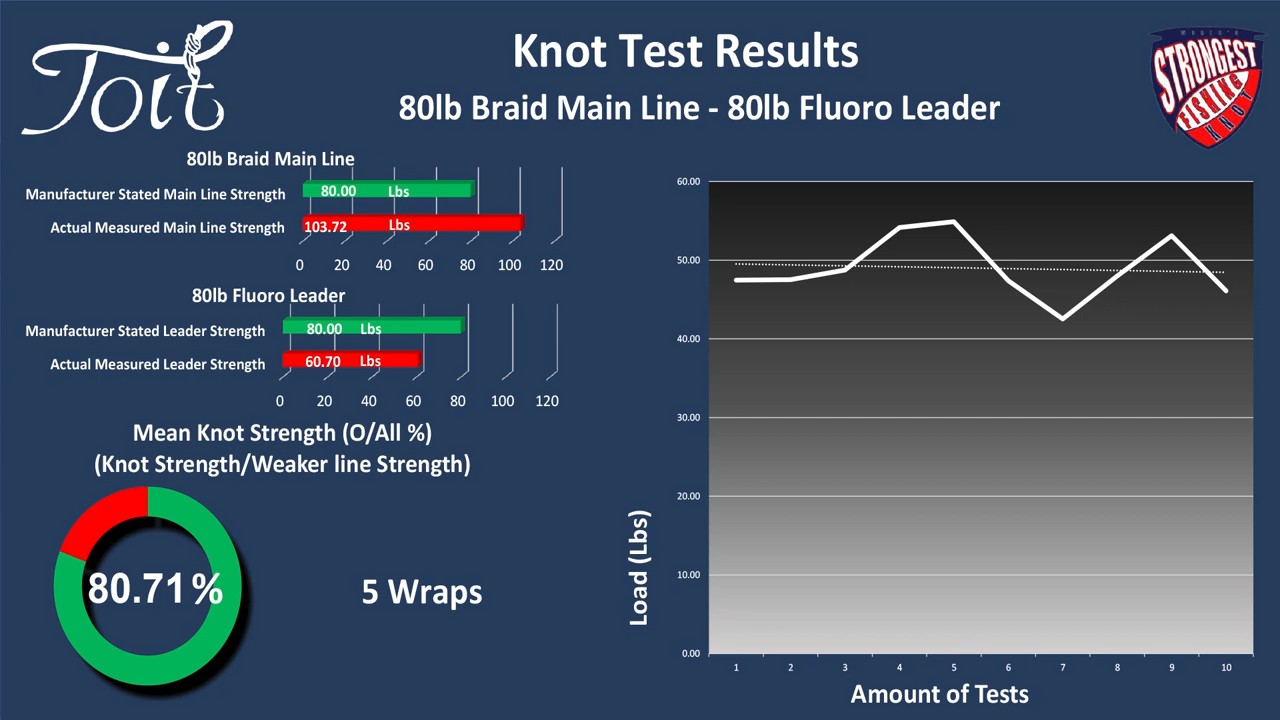 Toit
Knot Test Results
80lb Braid Main Line - 80lb Fluoro Leader
WORLD'S
STRONGEST
FISHING
KNOT
80lb Braid Main Line
Manufacturer Stated Main Line Strength
80.00 Lbs
Actual Measured Main Line Strength
103.72 Lbs
0 20 40 60 80 100 120
80lb Fluoro Leader
Manufacturer Stated Leader Strength
80.00 Lbs
Actual Measured Leader Strength
60.70 Lbs
0 20 40 60 80 100 120
Mean Knot Strength (O/All %)
(Knot Strength/Weaker line Strength)
80.71%
5 Wraps
60.00
50.00
40.00
30.00
20.00
10.00
0.00
Load (Lbs)
1 2 3 4 5 6 7 8 9 10
Amount of Tests